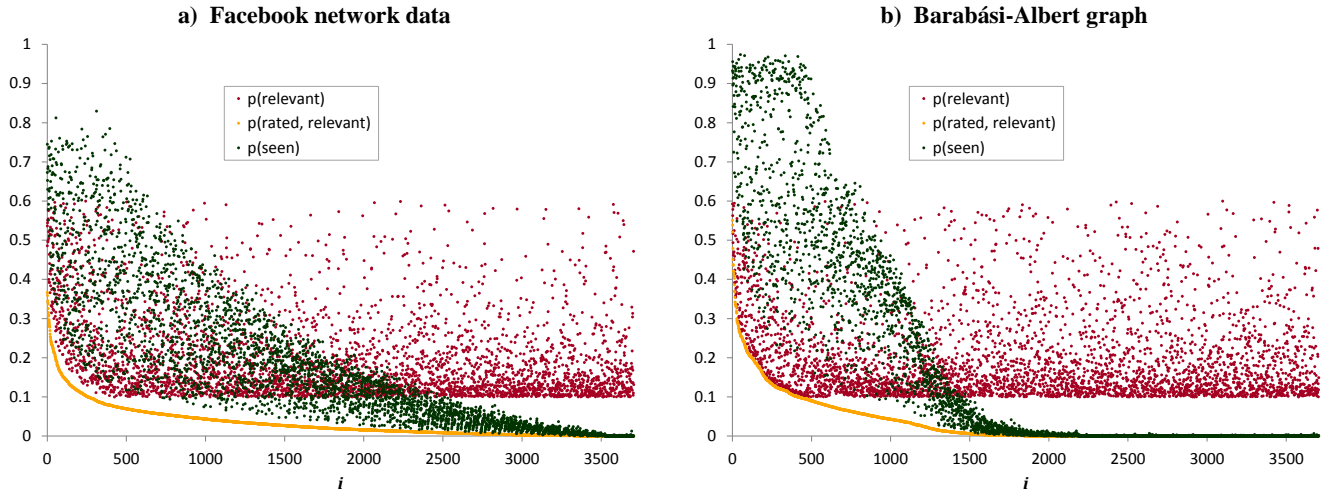 a) Facebook network data
1
0.9
0.8
0.7
0.6
0.5
0.4
0.3
0.2
0.1
0
p(relevant)
p(rated, relevant)
p(seen)
0 500 1000 1500 2000 2500 3000 3500
i
b) Barabási-Albert graph
1
0.9
0.8
0.7
0.6
0.5
0.4
0.3
0.2
0.1
0
p(relevant)
p(rated, relevant)
p(seen)
0 500 1000 1500 2000 2500 3000 3500
i